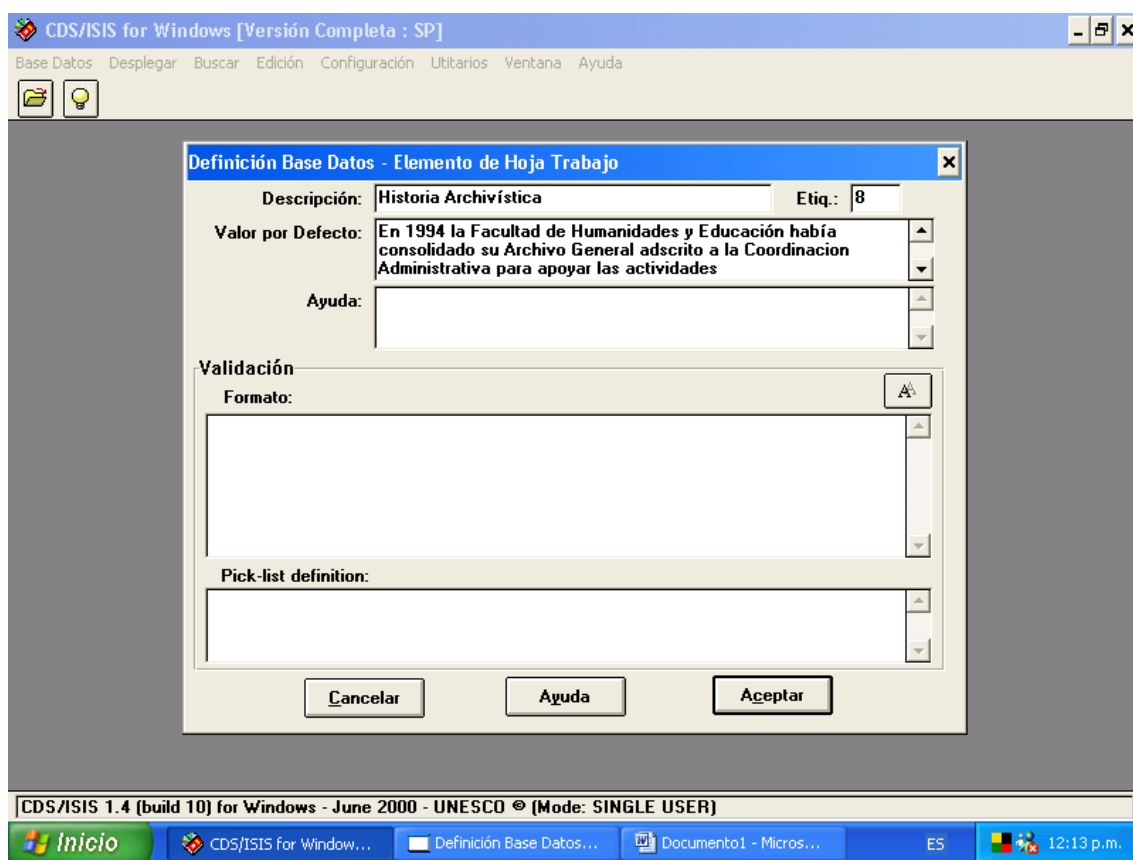 CDS/ISIS for Windows [Versión Completa : SP]
Base Datos Desplegar Buscar Edición Configuración Utitarios Ventana Ayuda
Definición Base Datos - Elemento de Hoja Trabajo
Descripción: Historia Archivística Etiq.: 8
Valor por Defecto: En 1994 la Facultad de Humanidades y Educación había
consolidado su Archivo General adscrito a la Coordinacion
Administrativa para apoyar las actividades
Ayuda:
Validación
Formato:
Pick-list definition:
Cancelar Ayuda Aceptar
CDS/ISIS 1.4 (build 10) for Windows - June 2000 - UNESCO © (Mode: SINGLE USER)
Inicio CDS/ISIS for Window... Definición Base Datos... Documento1 - Micros... ES 12:13 p.m.